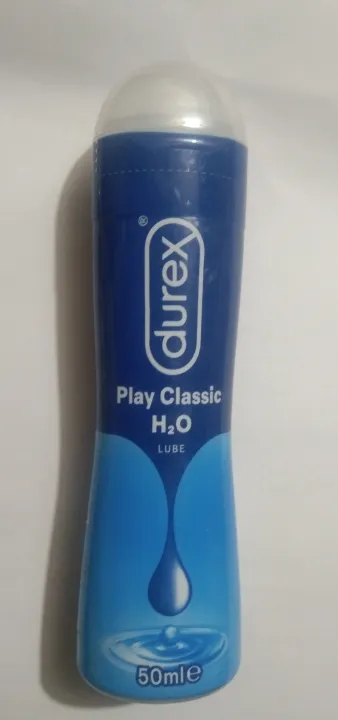 durex®
Play Classic
H₂O
LUBE
50ml℮